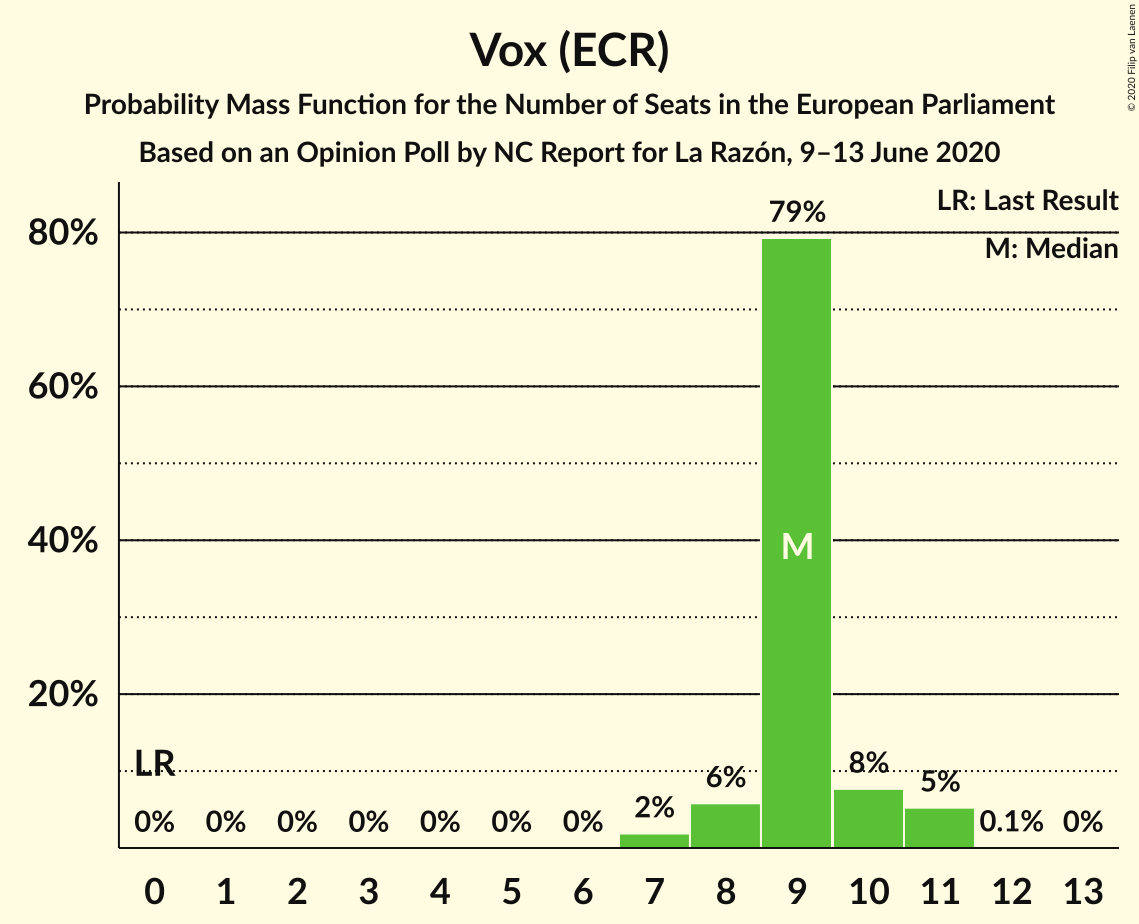 Vox (ECR)
Probability Mass Function for the Number of Seats in the European Parliament
Based on an Opinion Poll by NC Report for La Razón, 9–13 June 2020
© 2020 Filip van Laenen
LR: Last Result
M: Median
79%
80%
60%
40%
20%
M
LR
0% 0% 0% 0% 0% 0% 0% 2% 6% 8% 5% 0.1% 0%
0 1 2 3 4 5 6 7 8 9 10 11 12 13